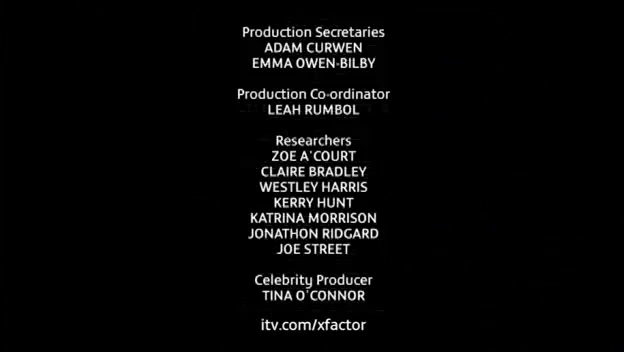 Production Secretaries
ADAM CURWEN
EMMA OWEN-BILBY
Production Co-ordinator
LEAH RUMBOL
Researchers
ZOE A'COURT
CLAIRE BRADLEY
WESTLEY HARRIS
KERRY HUNT
KATRINA MORRISON
JONATHON RIDGARD
JOE STREET
Celebrity Producer
TINA O'CONNOR
itv.com/xfactor